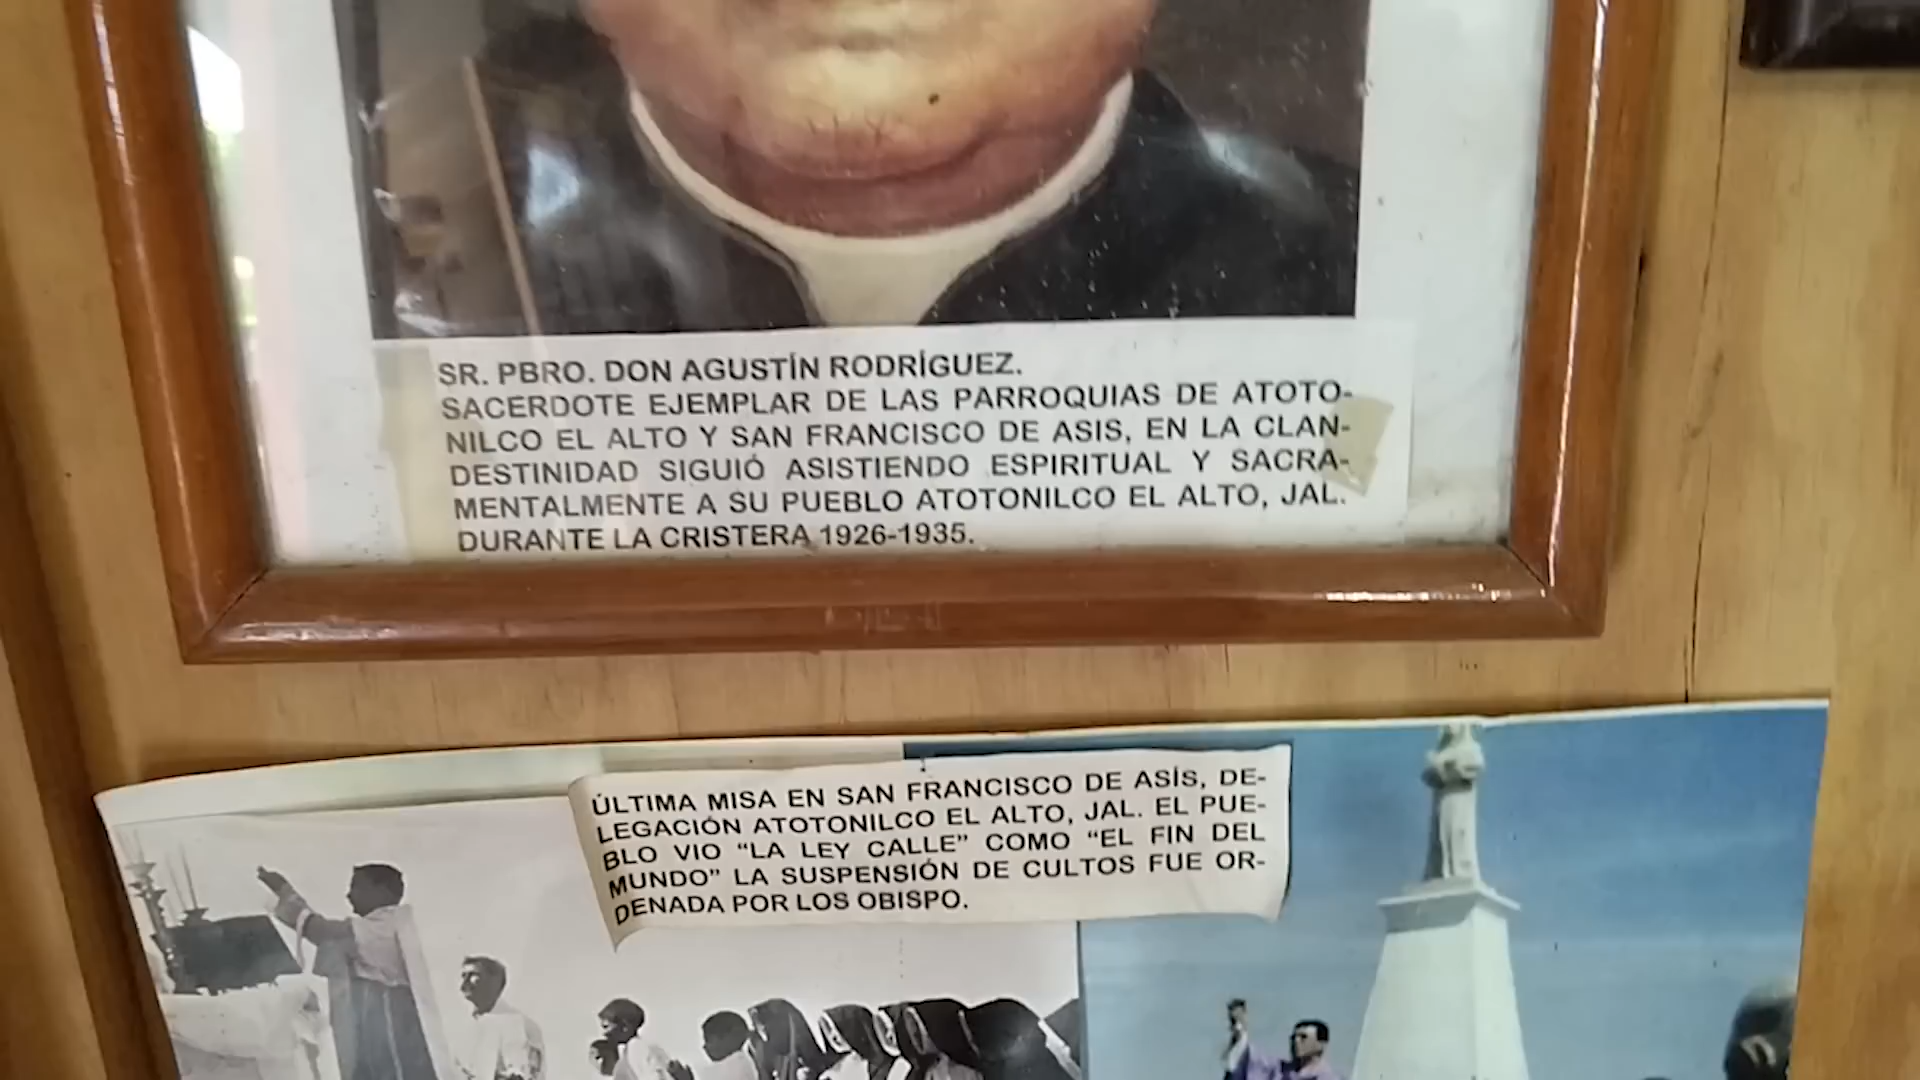 SR. PBRO. DON AGUSTÍN RODRÍGUEZ.
SACERDOTE EJEMPLAR DE LAS PARROQUIAS DE ATOTO-
NILCO EL ALTO Y SAN FRANCISCO DE ASIS, EN LA CLAN-
DESTINIDAD SIGUIÓ ASISTIENDO ESPIRITUAL Y SACRA-
MENTALMENTE A SU PUEBLO ATOTONILCO EL ALTO, JAL.
DURANTE LA CRISTERA 1926-1935.
ÚLTIMA MISA EN SAN FRANCISCO DE ASÍS, DE-
LEGACIÓN ATOTONILCO EL ALTO, JAL. EL PUE-
BLO VIO “LA LEY CALLE” COMO “EL FIN DEL
MUNDO” LA SUSPENSIÓN DE CULTOS FUE OR-
DENADA POR LOS OBISPO.